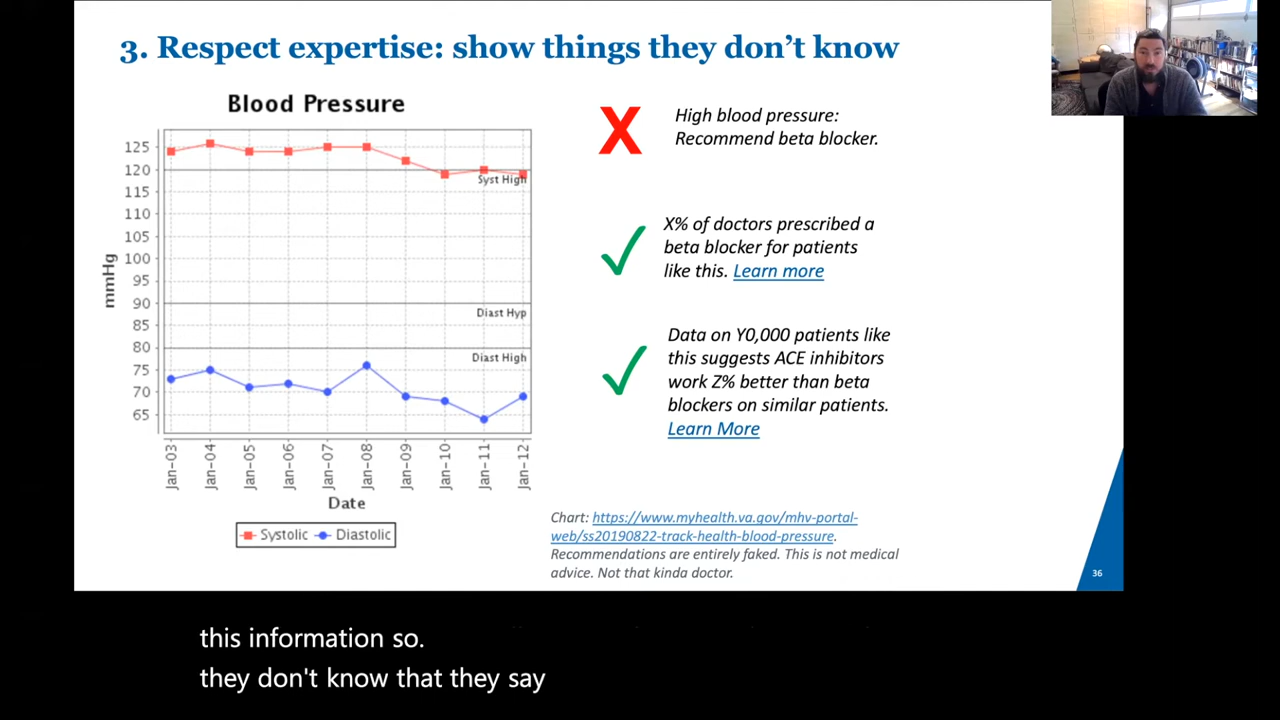 3. Respect expertise: show things they don't know
Blood Pressure
125
120
115
110
105
100
95
90
85
80
75
70
65
mmHg
Syst High
Diast Hyp
Diast High
Jan-03
Jan-04
Jan-05
Jan-06
Jan-07
Jan-08
Jan-09
Jan-10
Jan-11
Jan-12
Date
Systolic Diastolic
X
High blood pressure:
Recommend beta blocker.
X% of doctors prescribed a
beta blocker for patients
like this. Learn more
Data on Y0,000 patients like
this suggests ACE inhibitors
work Z% better than beta
blockers on similar patients.
Learn More
Chart: https://www.myhealth.va.gov/mhv-portal-
web/ss20190822-track-health-blood-pressure.
Recommendations are entirely faked. This is not medical
advice. Not that kinda doctor.
36
this information so.
they don't know that they say